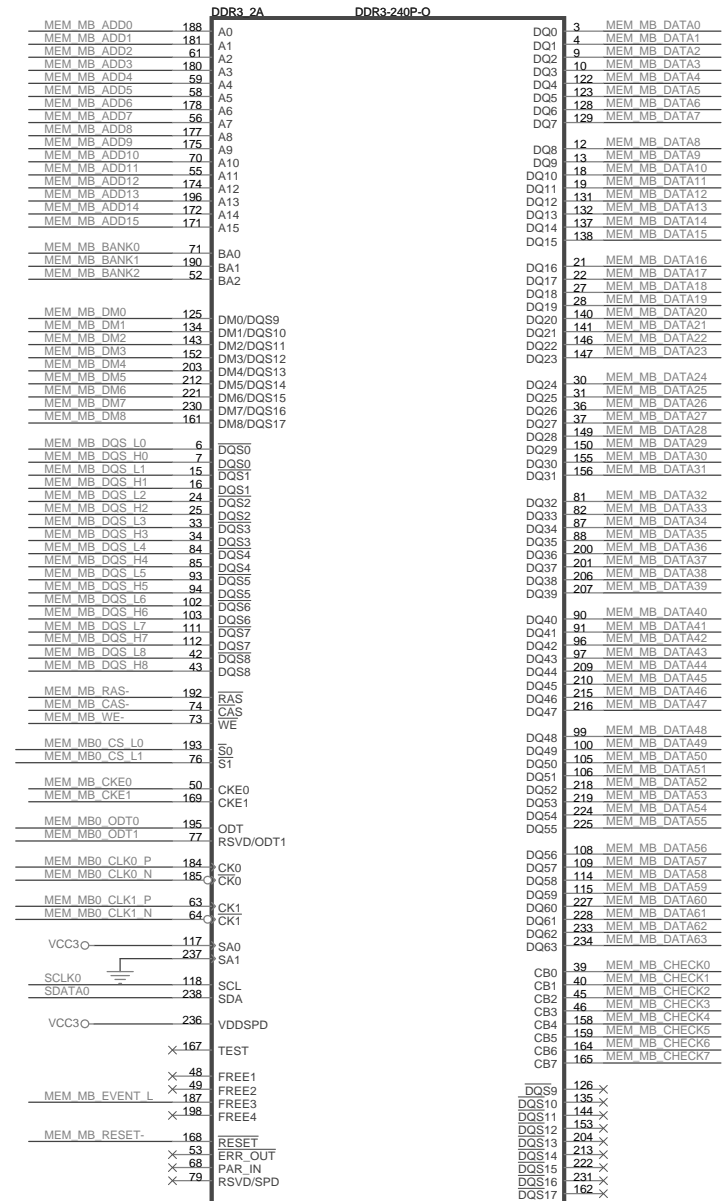 DDR3_2A DDR3-240P-O
MEM_MB_ADD0 188 A0
MEM_MB_ADD1 181 A1
MEM_MB_ADD2 61 A2
MEM_MB_ADD3 180 A3
MEM_MB_ADD4 59 A4
MEM_MB_ADD5 58 A5
MEM_MB_ADD6 178 A6
MEM_MB_ADD7 56 A7
MEM_MB_ADD8 177 A8
MEM_MB_ADD9 175 A9
MEM_MB_ADD10 70 A10
MEM_MB_ADD11 55 A11
MEM_MB_ADD12 174 A12
MEM_MB_ADD13 196 A13
MEM_MB_ADD14 172 A14
MEM_MB_ADD15 171 A15
MEM_MB_BANK0 71 BA0
MEM_MB_BANK1 190 BA1
MEM_MB_BANK2 52 BA2
MEM_MB_DM0 125 DM0/DQS9
MEM_MB_DM1 134 DM1/DQS10
MEM_MB_DM2 143 DM2/DQS11
MEM_MB_DM3 152 DM3/DQS12
MEM_MB_DM4 203 DM4/DQS13
MEM_MB_DM5 212 DM5/DQS14
MEM_MB_DM6 221 DM6/DQS15
MEM_MB_DM7 230 DM7/DQS16
MEM_MB_DM8 161 DM8/DQS17
MEM_MB_DQS_L0 6 DQS0
MEM_MB_DQS_H0 7 DQS0
MEM_MB_DQS_L1 15 DQS1
MEM_MB_DQS_H1 16 DQS1
MEM_MB_DQS_L2 24 DQS2
MEM_MB_DQS_H2 25 DQS2
MEM_MB_DQS_L3 33 DQS3
MEM_MB_DQS_H3 34 DQS3
MEM_MB_DQS_L4 84 DQS4
MEM_MB_DQS_H4 85 DQS4
MEM_MB_DQS_L5 93 DQS5
MEM_MB_DQS_H5 94 DQS5
MEM_MB_DQS_L6 102 DQS6
MEM_MB_DQS_H6 103 DQS6
MEM_MB_DQS_L7 111 DQS7
MEM_MB_DQS_H7 112 DQS7
MEM_MB_DQS_L8 42 DQS8
MEM_MB_DQS_H8 43 DQS8
MEM_MB_RAS- 192 RAS
MEM_MB_CAS- 74 CAS
MEM_MB_WE- 73 WE
MEM_MB0_CS_L0 193 S0
MEM_MB0_CS_L1 76 S1
MEM_MB_CKE0 50 CKE0
MEM_MB_CKE1 169 CKE1
MEM_MB0_ODT0 195 ODT
MEM_MB0_ODT1 77 RSVD/ODT1
MEM_MB0_CLK0_P 184 CK0
MEM_MB0_CLK0_N 185 CK0
MEM_MB0_CLK1_P 63 CK1
MEM_MB0_CLK1_N 64 CK1
VCC3 117 SA0
237 SA1
SCLK0 118 SCL
SDATA0 238 SDA
VCC3 236 VDDSPD
167 TEST
48 FREE1
49 FREE2
MEM_MB_EVENT_L 187 FREE3
198 FREE4
MEM_MB_RESET- 168 RESET
53 ERR_OUT
68 PAR_IN
79 RSVD/SPD
DQ0 3 MEM_MB_DATA0
DQ1 4 MEM_MB_DATA1
DQ2 9 MEM_MB_DATA2
DQ3 10 MEM_MB_DATA3
DQ4 122 MEM_MB_DATA4
DQ5 123 MEM_MB_DATA5
DQ6 128 MEM_MB_DATA6
DQ7 129 MEM_MB_DATA7
DQ8 12 MEM_MB_DATA8
DQ9 13 MEM_MB_DATA9
DQ10 18 MEM_MB_DATA10
DQ11 19 MEM_MB_DATA11
DQ12 131 MEM_MB_DATA12
DQ13 132 MEM_MB_DATA13
DQ14 137 MEM_MB_DATA14
DQ15 138 MEM_MB_DATA15
DQ16 21 MEM_MB_DATA16
DQ17 22 MEM_MB_DATA17
DQ18 27 MEM_MB_DATA18
DQ19 28 MEM_MB_DATA19
DQ20 140 MEM_MB_DATA20
DQ21 141 MEM_MB_DATA21
DQ22 146 MEM_MB_DATA22
DQ23 147 MEM_MB_DATA23
DQ24 30 MEM_MB_DATA24
DQ25 31 MEM_MB_DATA25
DQ26 36 MEM_MB_DATA26
DQ27 37 MEM_MB_DATA27
DQ28 149 MEM_MB_DATA28
DQ29 150 MEM_MB_DATA29
DQ30 155 MEM_MB_DATA30
DQ31 156 MEM_MB_DATA31
DQ32 81 MEM_MB_DATA32
DQ33 82 MEM_MB_DATA33
DQ34 87 MEM_MB_DATA34
DQ35 88 MEM_MB_DATA35
DQ36 200 MEM_MB_DATA36
DQ37 201 MEM_MB_DATA37
DQ38 206 MEM_MB_DATA38
DQ39 207 MEM_MB_DATA39
DQ40 90 MEM_MB_DATA40
DQ41 91 MEM_MB_DATA41
DQ42 96 MEM_MB_DATA42
DQ43 97 MEM_MB_DATA43
DQ44 209 MEM_MB_DATA44
DQ45 210 MEM_MB_DATA45
DQ46 215 MEM_MB_DATA46
DQ47 216 MEM_MB_DATA47
DQ48 99 MEM_MB_DATA48
DQ49 100 MEM_MB_DATA49
DQ50 105 MEM_MB_DATA50
DQ51 106 MEM_MB_DATA51
DQ52 218 MEM_MB_DATA52
DQ53 219 MEM_MB_DATA53
DQ54 224 MEM_MB_DATA54
DQ55 225 MEM_MB_DATA55
DQ56 108 MEM_MB_DATA56
DQ57 109 MEM_MB_DATA57
DQ58 114 MEM_MB_DATA58
DQ59 115 MEM_MB_DATA59
DQ60 227 MEM_MB_DATA60
DQ61 228 MEM_MB_DATA61
DQ62 233 MEM_MB_DATA62
DQ63 234 MEM_MB_DATA63
CB0 39 MEM_MB_CHECK0
CB1 40 MEM_MB_CHECK1
CB2 45 MEM_MB_CHECK2
CB3 46 MEM_MB_CHECK3
CB4 158 MEM_MB_CHECK4
CB5 159 MEM_MB_CHECK5
CB6 164 MEM_MB_CHECK6
CB7 165 MEM_MB_CHECK7
DQS9 126
DQS10 135
DQS11 144
DQS12 153
DQS13 204
DQS14 213
DQS15 222
DQS16 231
DQS17 162